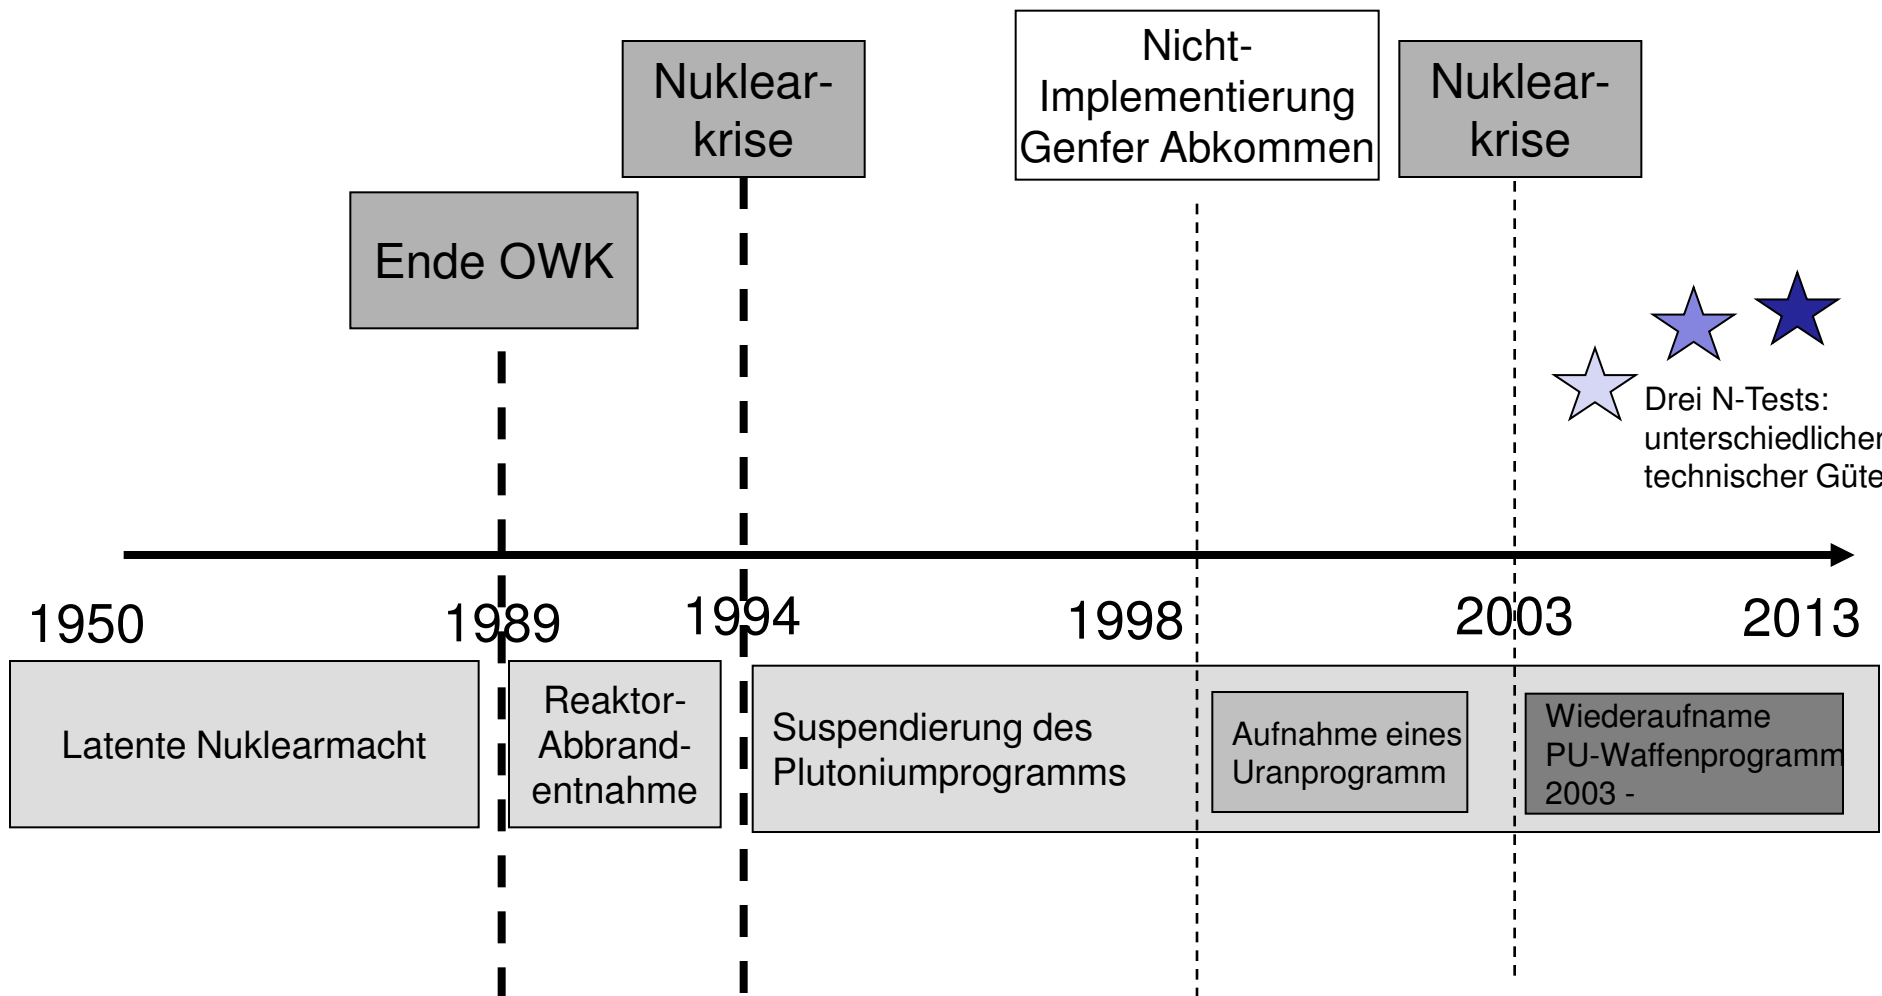 Nuklear-
krise
Nicht-
Implementierung
Genfer Abkommen
Nuklear-
krise
Ende OWK
Drei N-Tests:
unterschiedlicher
technischer Güte
1950
1989
1994
1998
2003
2013
Latente Nuklearmacht
Reaktor-
Abbrand-
entnahme
Suspendierung des
Plutoniumprogramms
Aufnahme eines
Uranprogramm
Wiederaufname
PU-Waffenprogramm
2003 -